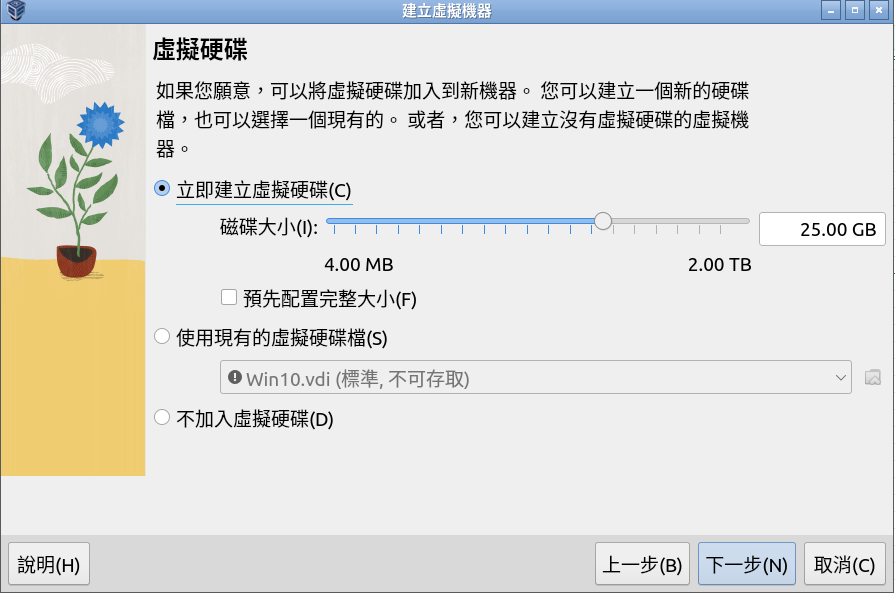 建立虛擬機器
虛擬硬碟
如果您願意，可以將虛擬硬碟加入到新機器。 您可以建立一個新的硬碟
檔，也可以選擇一個現有的。 或者，您可以建立沒有虛擬硬碟的虛擬機
器。
立即建立虛擬硬碟(C)
磁碟大小(I):
25.00 GB
4.00 MB
2.00 TB
預先配置完整大小(F)
使用現有的虛擬硬碟檔(S)
Win10.vdi (標準, 不可存取)
不加入虛擬硬碟(D)
說明(H)
上一步(B)
下一步(N)
取消(C)